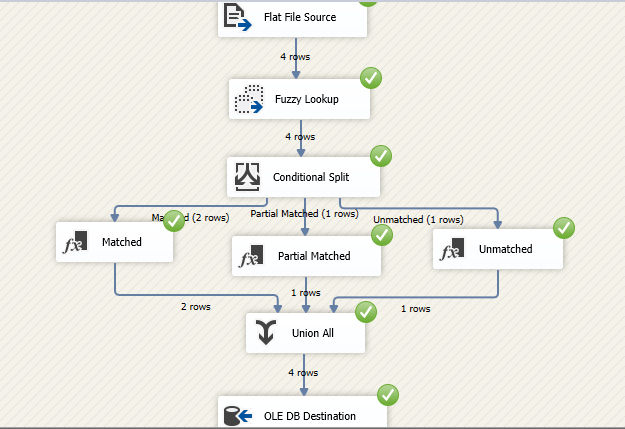 Flat File Source
4 rows
Fuzzy Lookup
4 rows
Conditional Split
(2 rows)
Partial Matched (1 rows)
Unmatched (1 rows)
Matched
Partial Matched
Unmatched
2 rows
1 rows
1 rows
Union All
4 rows
OLE DB Destination